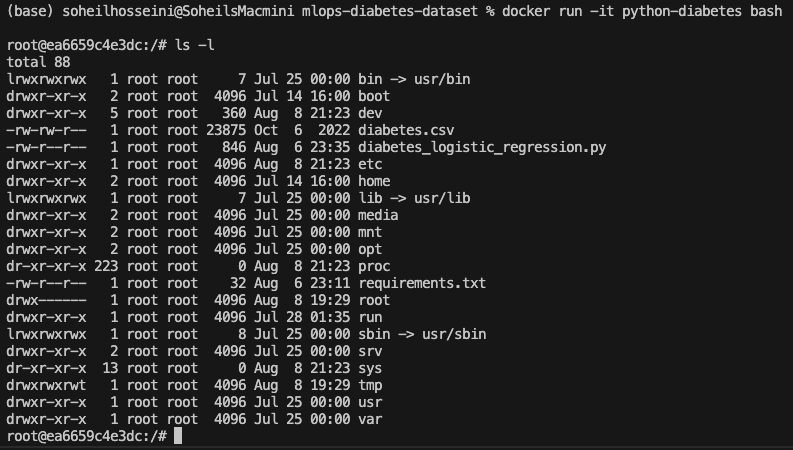 (base) soheilhosseini@SoheilsMacmini mlops-diabetes-dataset % docker run -it python-diabetes bash
root@ea6659c4e3dc:/# ls -l
total 88
lrwxrwxrwx   1 root root     7 Jul 25 00:00 bin -> usr/bin
drwxr-xr-x   2 root root  4096 Jul 14 16:00 boot
drwxr-xr-x   5 root root   360 Aug  8 21:23 dev
-rw-rw-r--   1 root root 23875 Oct  6  2022 diabetes.csv
-rw-r--r--   1 root root   846 Aug  6 23:35 diabetes_logistic_regression.py
drwxr-xr-x   1 root root  4096 Aug  8 21:23 etc
drwxr-xr-x   2 root root  4096 Jul 14 16:00 home
lrwxrwxrwx   1 root root     7 Jul 25 00:00 lib -> usr/lib
drwxr-xr-x   2 root root  4096 Jul 25 00:00 media
drwxr-xr-x   2 root root  4096 Jul 25 00:00 mnt
drwxr-xr-x   2 root root  4096 Jul 25 00:00 opt
dr-xr-xr-x 223 root root     0 Aug  8 21:23 proc
-rw-r--r--   1 root root    32 Aug  6 23:11 requirements.txt
drwx------   1 root root  4096 Aug  8 19:29 root
drwxr-xr-x   1 root root  4096 Jul 28 01:35 run
lrwxrwxrwx   1 root root     8 Jul 25 00:00 sbin -> usr/sbin
drwxr-xr-x   2 root root  4096 Jul 25 00:00 srv
dr-xr-xr-x  13 root root     0 Aug  8 21:23 sys
drwxrwxrwt   1 root root  4096 Aug  8 19:29 tmp
drwxr-xr-x   1 root root  4096 Jul 25 00:00 usr
drwxr-xr-x   1 root root  4096 Jul 25 00:00 var
root@ea6659c4e3dc:/#